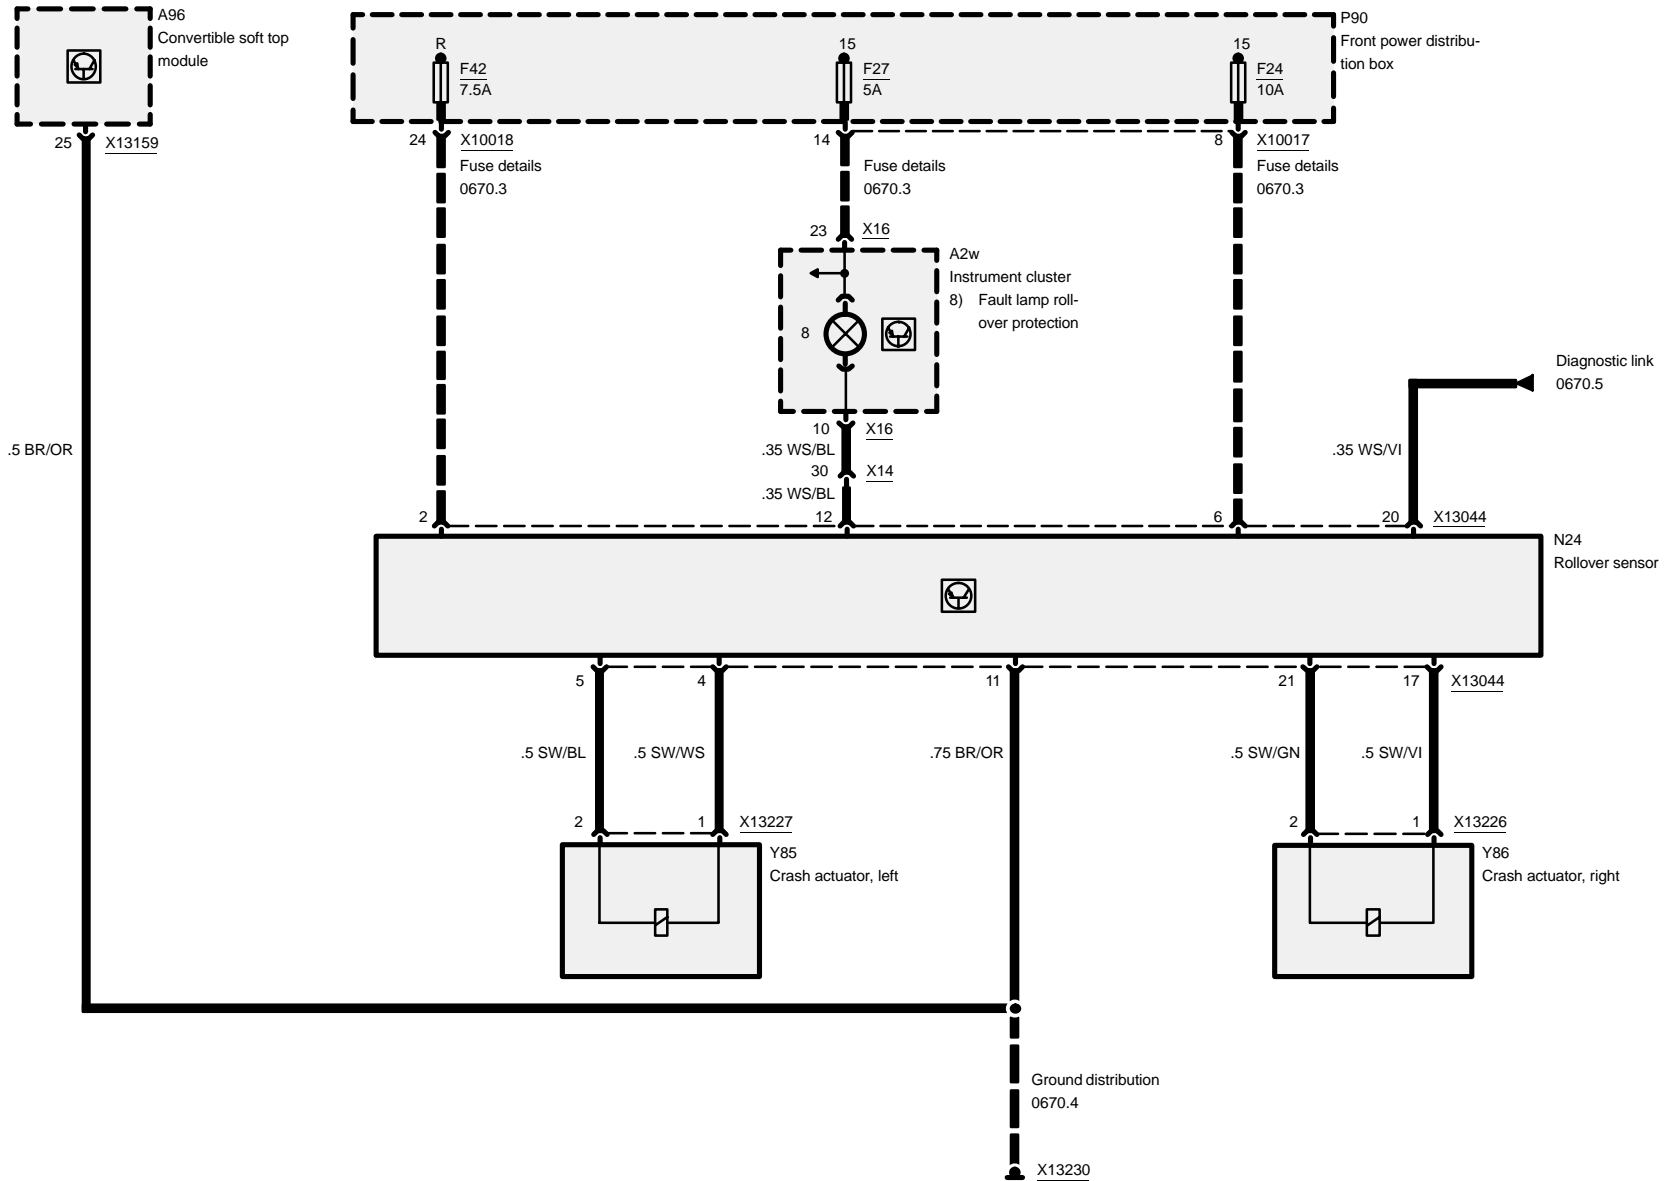 A96
Convertible soft top
module
P90
Front power distribu-
tion box
R
F42
7.5A
15
F27
5A
15
F24
10A
25 X13159
24 X10018
Fuse details
0670.3
14
Fuse details
0670.3
8 X10017
Fuse details
0670.3
23 X16
A2w
Instrument cluster
8) Fault lamp roll-
over protection
8
Diagnostic link
0670.5
10 X16
.5 BR/OR
.35 WS/BL
.35 WS/VI
30 X14
.35 WS/BL
2
12
6
20 X13044
N24
Rollover sensor
5
4
11
21
17 X13044
.5 SW/BL
.5 SW/WS
.75 BR/OR
.5 SW/GN
.5 SW/VI
2
1 X13227
2
1 X13226
Y85
Crash actuator, left
Y86
Crash actuator, right
Ground distribution
0670.4
X13230